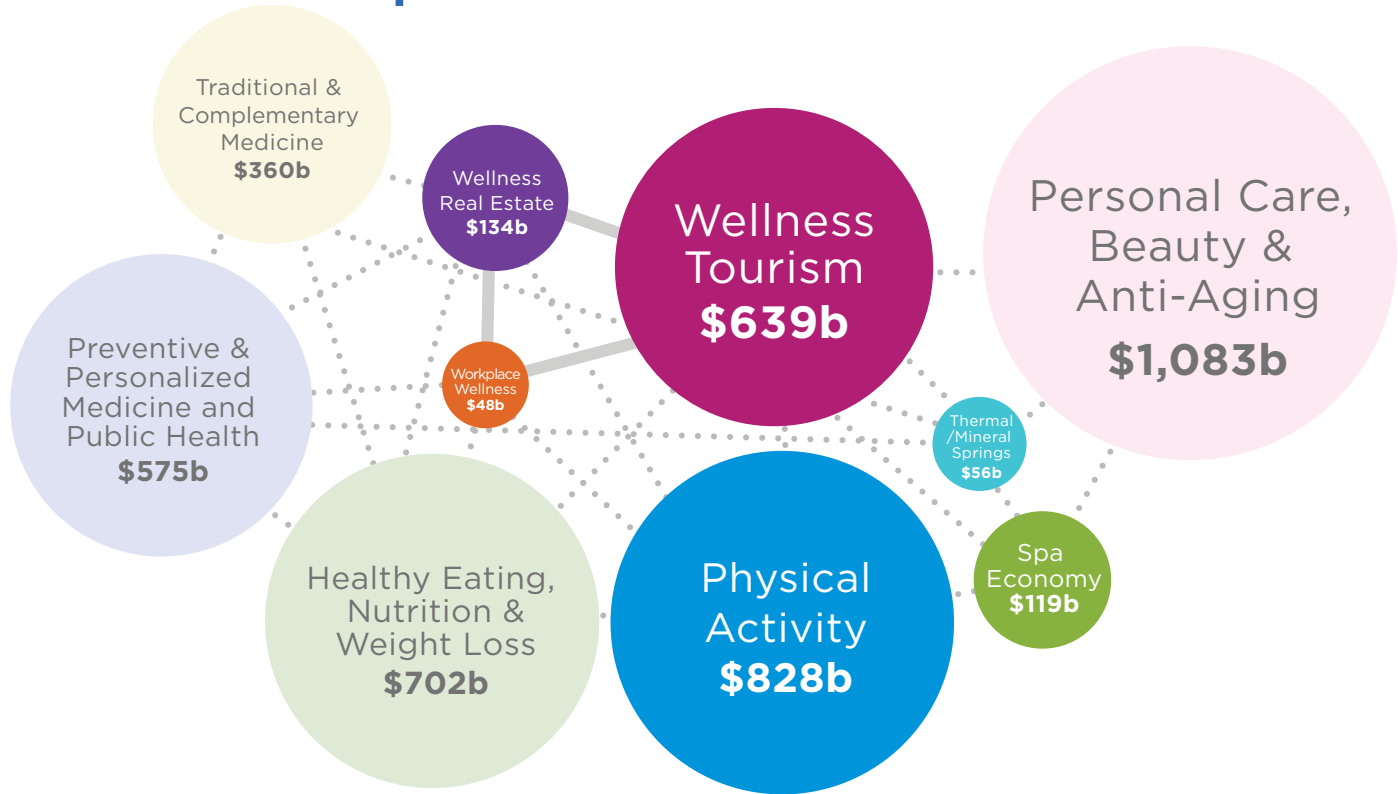 Traditional &
Complementary
Medicine
$360b
Wellness
Real Estate
$134b
Wellness
Tourism
$639b
Personal Care,
Beauty &
Anti-Aging
$1,083b
Preventive &
Personalized
Medicine and
Public Health
$575b
Workplace
Wellness
$48b
Thermal
/Mineral
Springs
$56b
Healthy Eating,
Nutrition &
Weight Loss
$702b
Physical
Activity
$828b
Spa
Economy
$119b